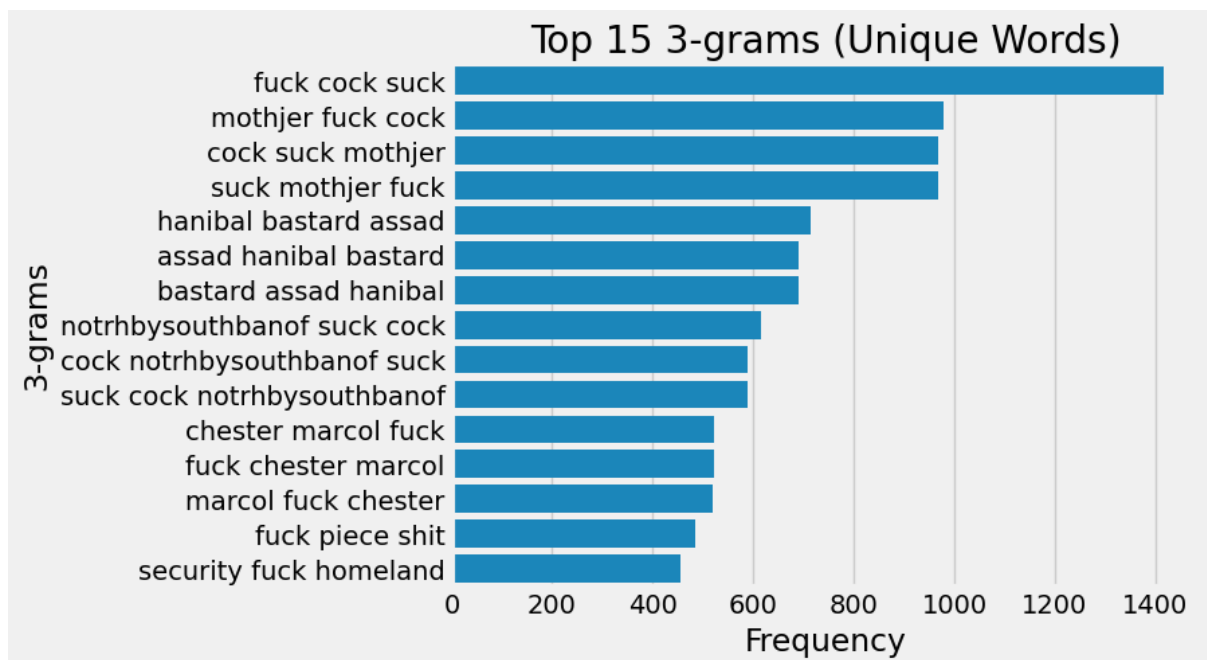 Top 15 3-grams (Unique Words)
3-grams
fuck cock suck
mothjer fuck cock
cock suck mothjer
suck mothjer fuck
hanibal bastard assad
assad hanibal bastard
bastard assad hanibal
notrhbysouthbanof suck cock
cock notrhbysouthbanof suck
suck cock notrhbysouthbanof
chester marcol fuck
fuck chester marcol
marcol fuck chester
fuck piece shit
security fuck homeland
0 200 400 600 800 1000 1200 1400
Frequency